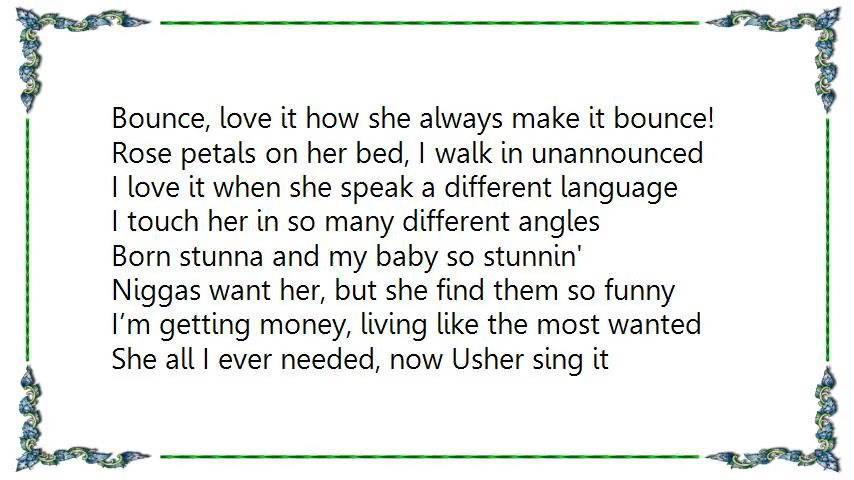 Bounce, love it how she always make it bounce!
Rose petals on her bed, I walk in unannounced
I love it when she speak a different language
I touch her in so many different angles
Born stunna and my baby so stunnin'
Niggas want her, but she find them so funny
I’m getting money, living like the most wanted
She all I ever needed, now Usher sing it